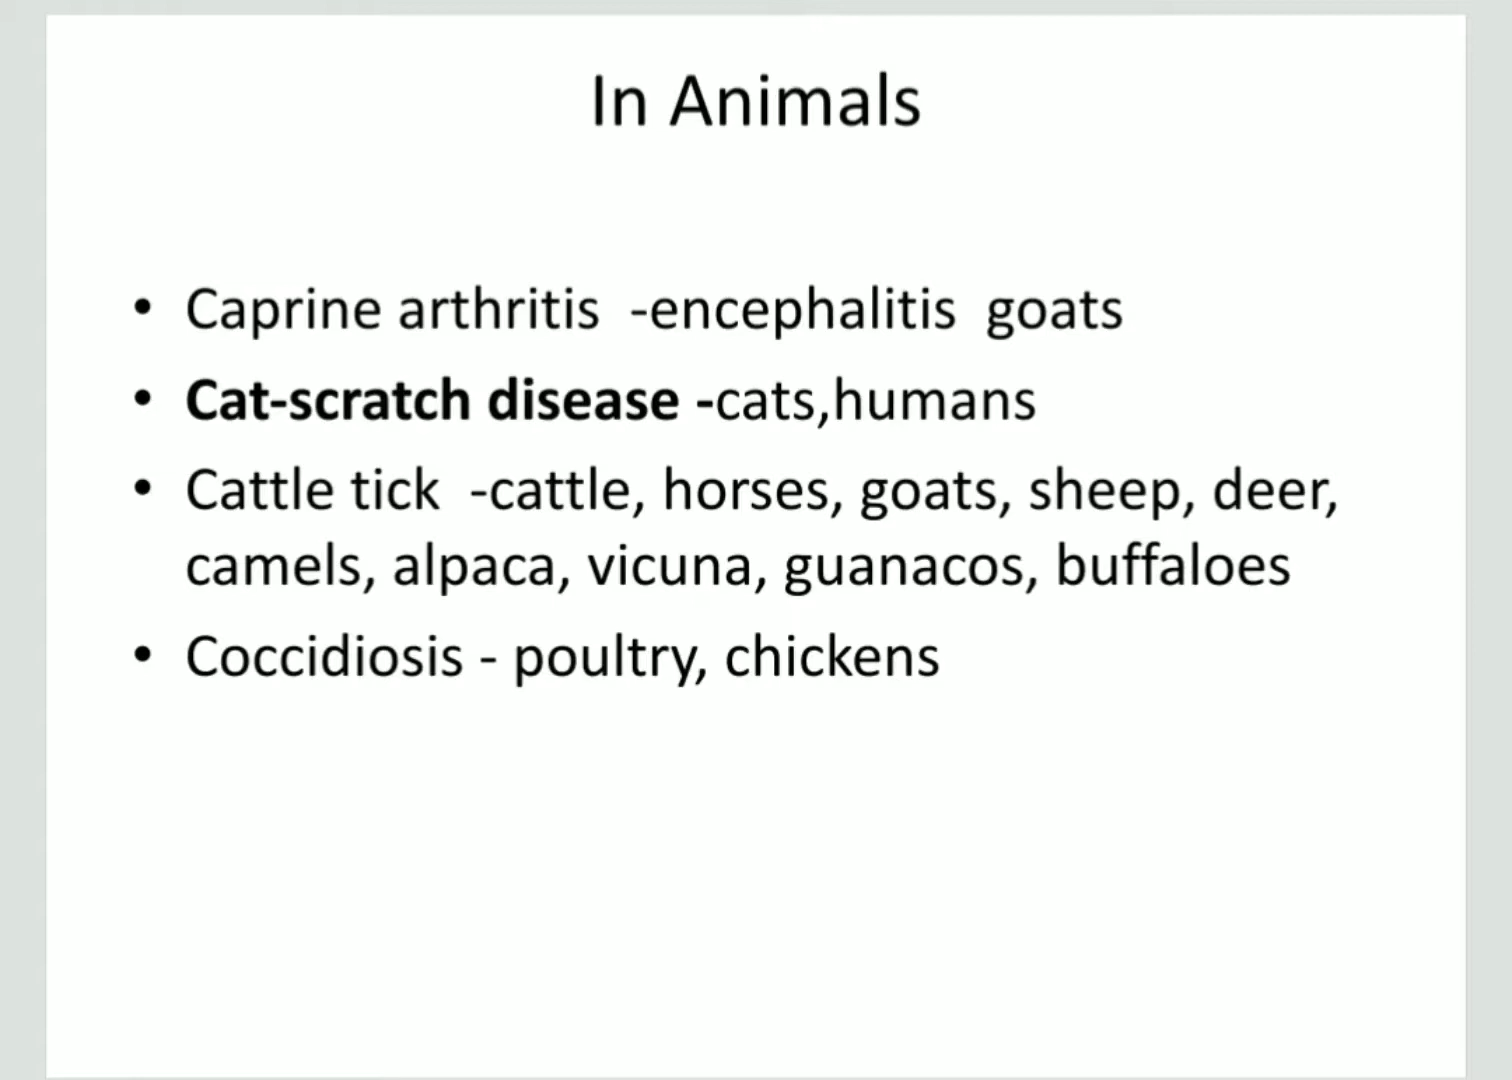 In Animals
• Caprine arthritis  -encephalitis  goats
• Cat-scratch disease -cats,humans
• Cattle tick  -cattle, horses, goats, sheep, deer,
camels, alpaca, vicuna, guanacos, buffaloes
• Coccidiosis - poultry, chickens